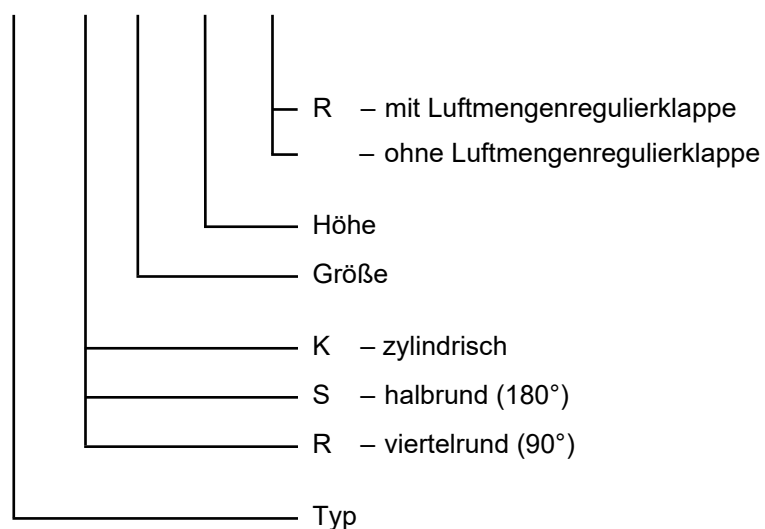 R – mit Luftmengenregulierklappe
– ohne Luftmengenregulierklappe
Höhe
Größe
K – zylindrisch
S – halbrund (180°)
R – viertelrund (90°)
Typ